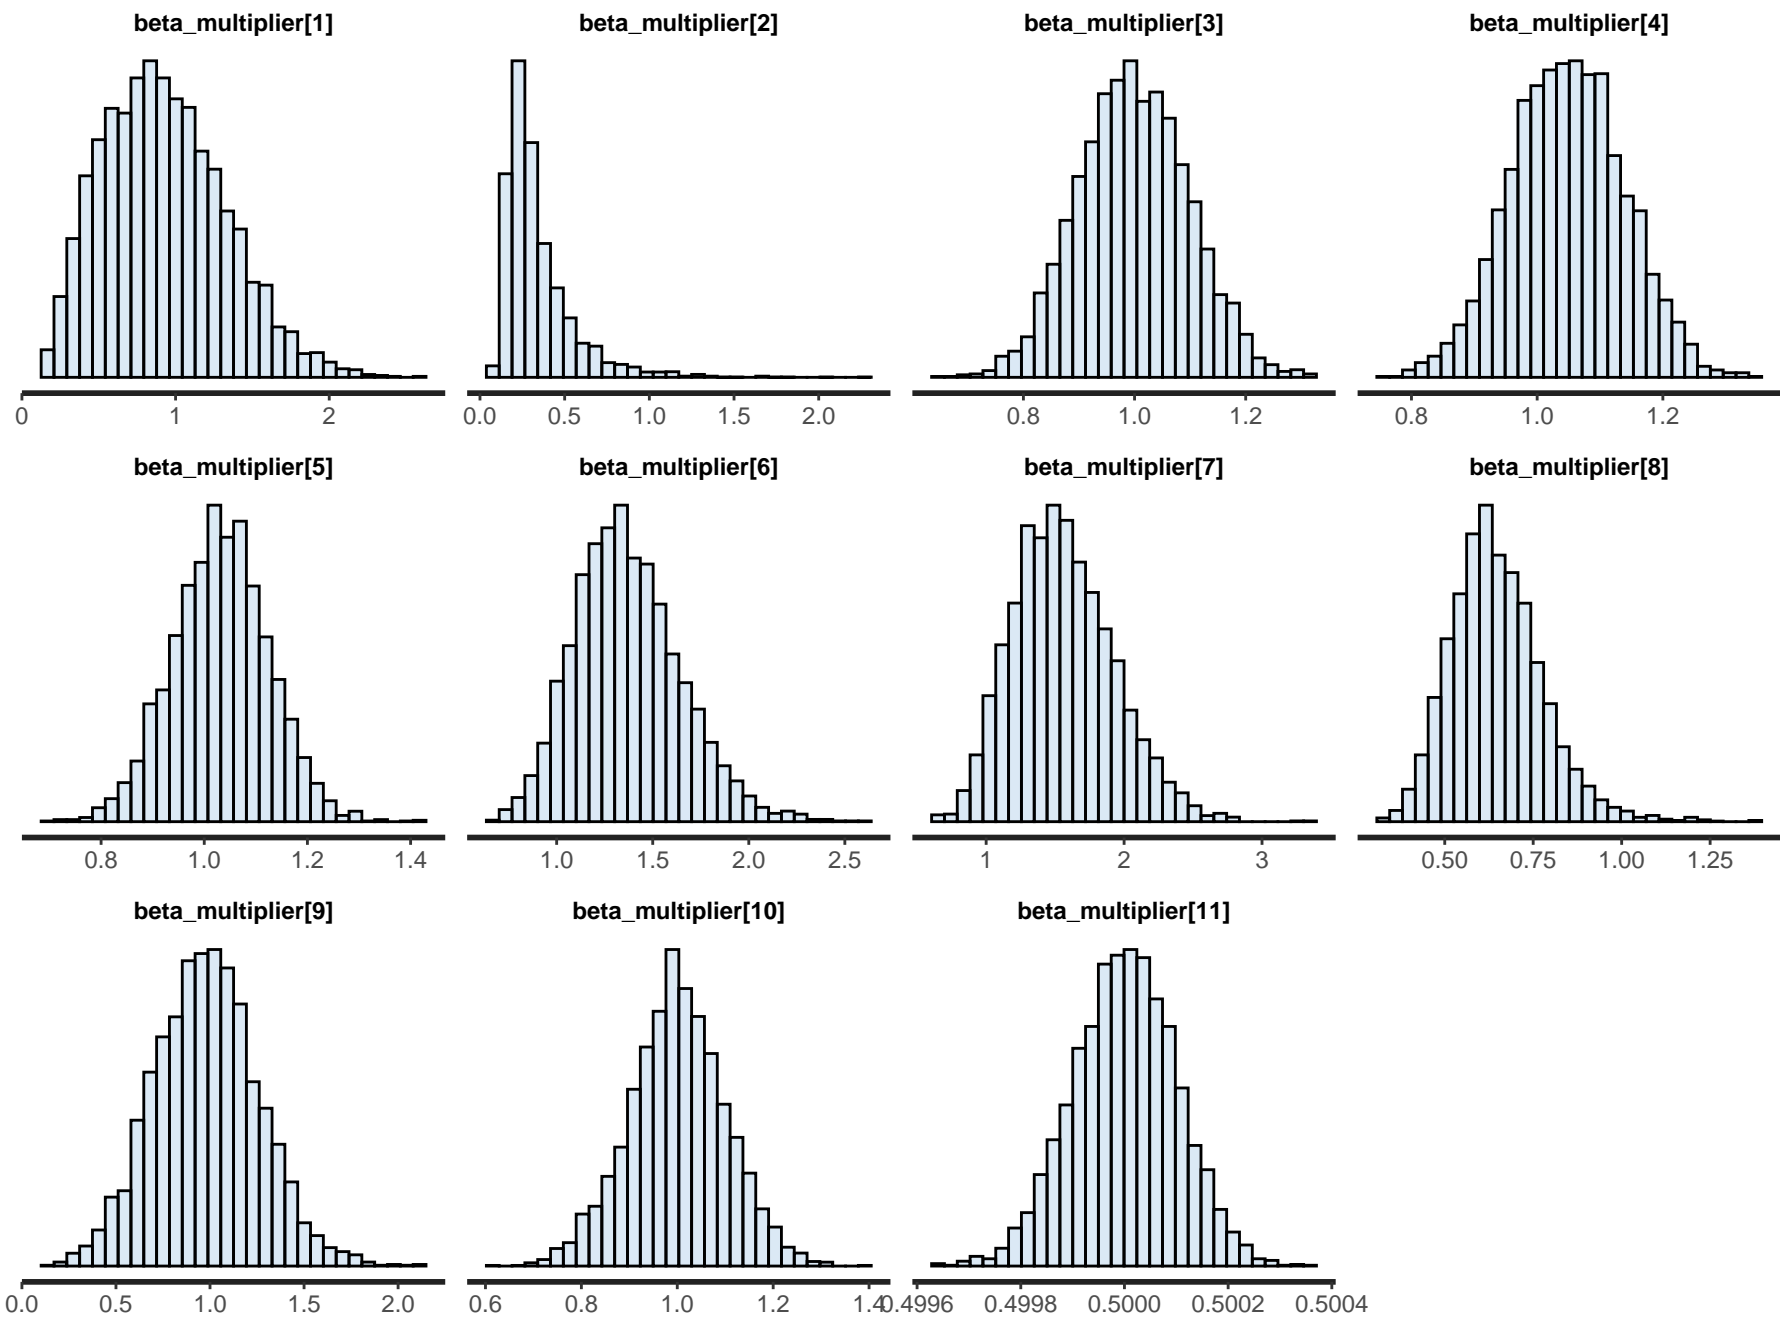 beta_multiplier[1] beta_multiplier[2] beta_multiplier[3] beta_multiplier[4]
0 1 2 0.0 0.5 1.0 1.5 2.0 0.8 1.0 1.2 0.8 1.0 1.2
beta_multiplier[5] beta_multiplier[6] beta_multiplier[7] beta_multiplier[8]
0.8 1.0 1.2 1.4 1.0 1.5 2.0 2.5 1 2 3 0.50 0.75 1.00 1.25
beta_multiplier[9] beta_multiplier[10] beta_multiplier[11]
0.0 0.5 1.0 1.5 2.0 0.6 0.8 1.0 1.2 1.4 0.4996 0.4998 0.5000 0.5002 0.5004